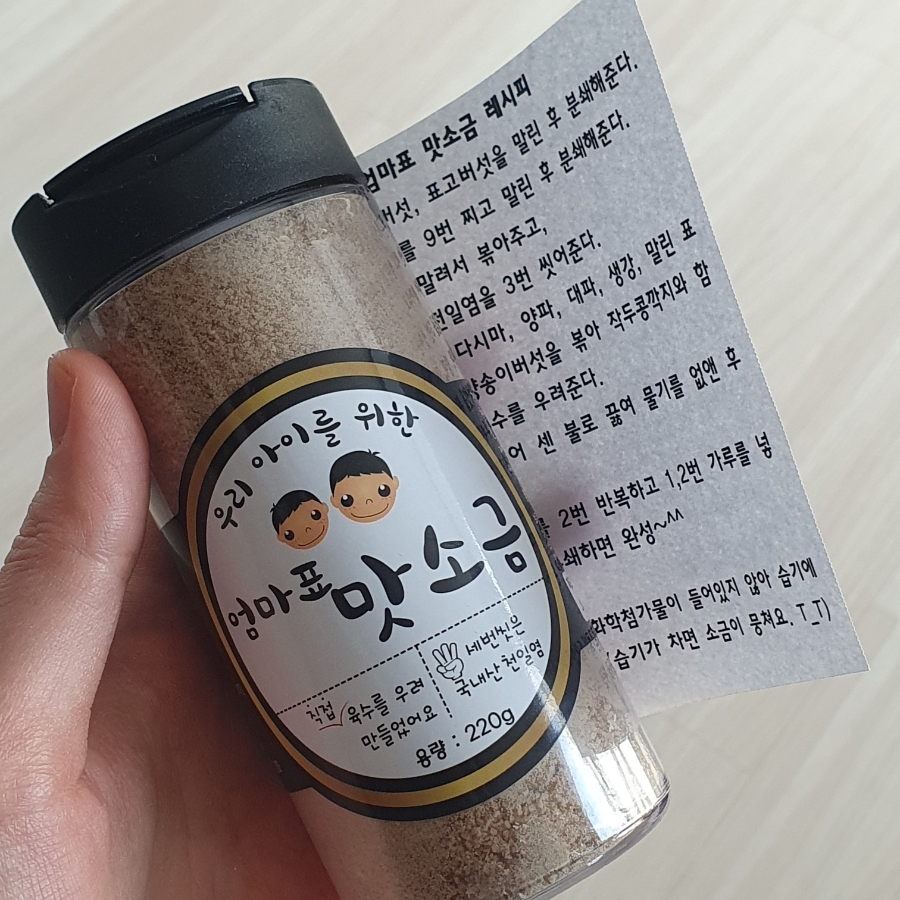 우리 아이를 위한
엄마표 맛소금
직접 육수를 우려
만들었어요
세번씻은
국내산 천일염
용량 : 220g
엄마표 맛소금 레시피
표고버섯을 말린 후 분쇄해준다.
9번 찌고 말린 후 분쇄해준다.
말려서 볶아주고,
천일염을 3번 씻어준다.
다시마, 양파, 대파, 생강, 말린 표
양송이버섯을 볶아 작두콩깍지와 함
우려준다.
센 불로 끓여 물기를 없앤 후
2번 반복하고 1,2번 가루를 넣
완성~^^
화학첨가물이 들어있지 않아 습기에
(습기가 차면 소금이 뭉쳐요. T_T)